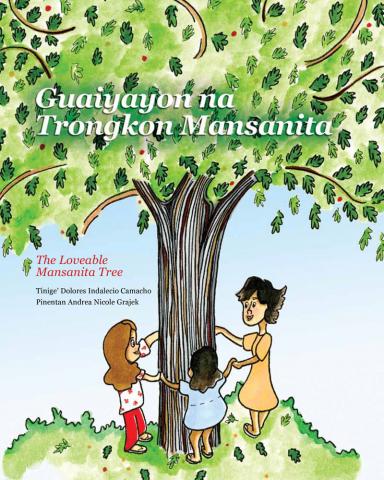 Guaiyayon na
Trongkon Mansanita
The Loveable
Mansanita Tree
Tinige' Dolores Indalecio Camacho
Pinentan Andrea Nicole Grajek